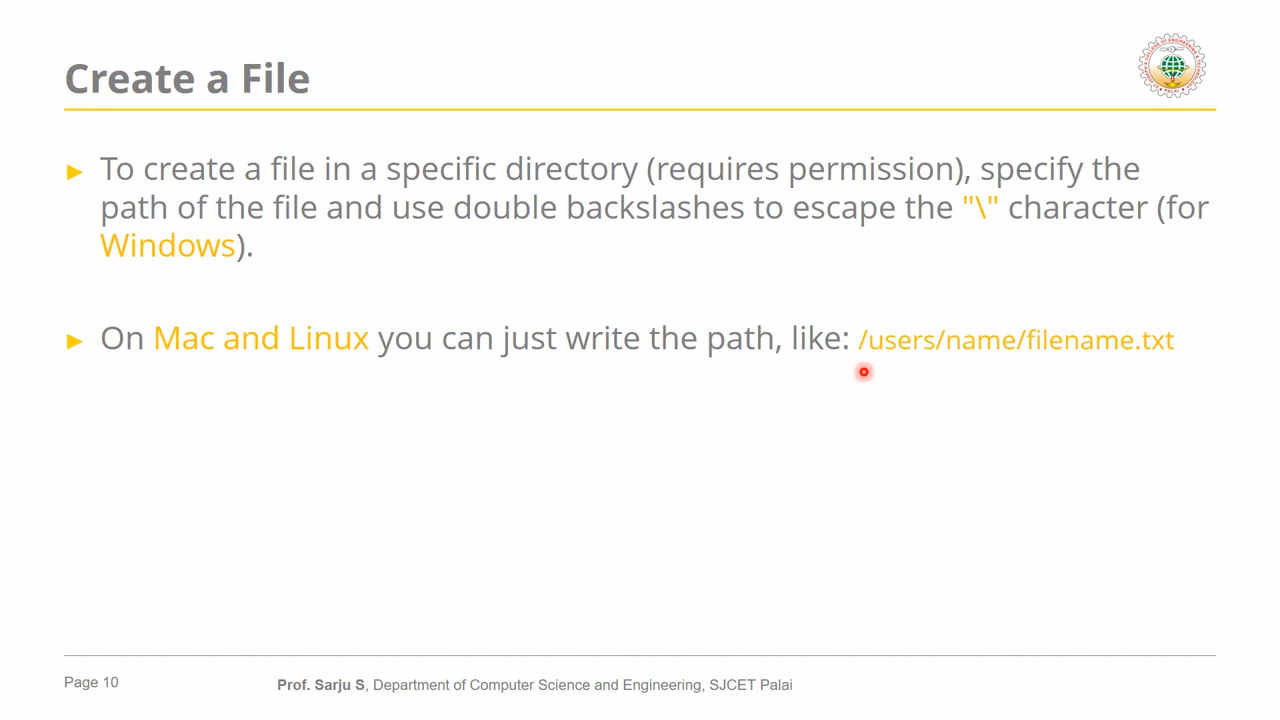 Create a File
► To create a file in a specific directory (requires permission), specify the
path of the file and use double backslashes to escape the "\" character (for
Windows).
► On Mac and Linux you can just write the path, like: /users/name/filename.txt
Page 10
Prof. Sarju S, Department of Computer Science and Engineering, SJCET Palai